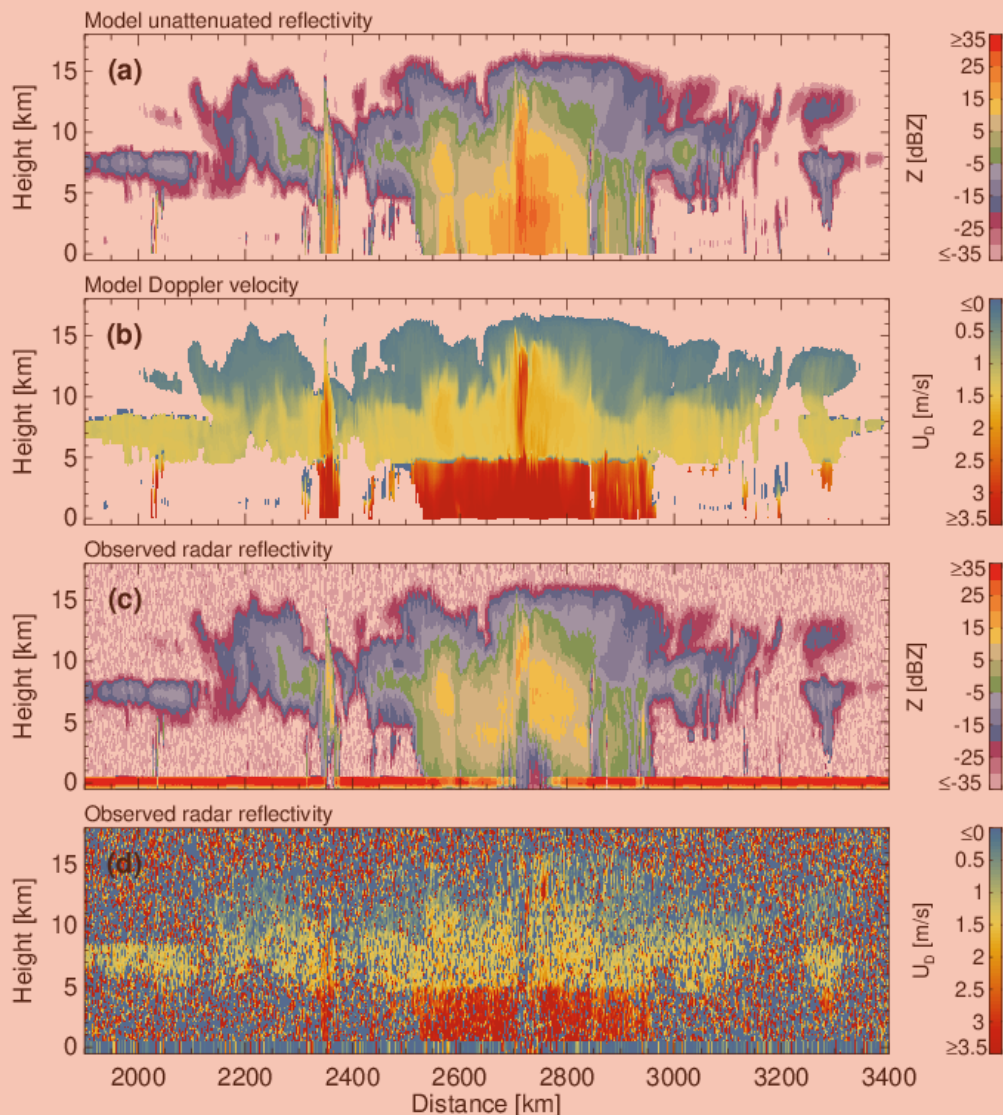 Model unattenuated reflectivity
(a)
Height [km]
15
10
5
0
≥35
25
15
5
-5
-15
-25
≤-35
Z [dBZ]
Model Doppler velocity
(b)
Height [km]
15
10
5
0
≤0
0.5
1
1.5
2
2.5
3
≥3.5
U_D [m/s]
Observed radar reflectivity
(c)
Height [km]
15
10
5
0
≥35
25
15
5
-5
-15
-25
≤-35
Z [dBZ]
Observed radar reflectivity
(d)
Height [km]
15
10
5
0
≤0
0.5
1
1.5
2
2.5
3
≥3.5
U_D [m/s]
2000 2200 2400 2600 2800 3000 3200 3400
Distance [km]